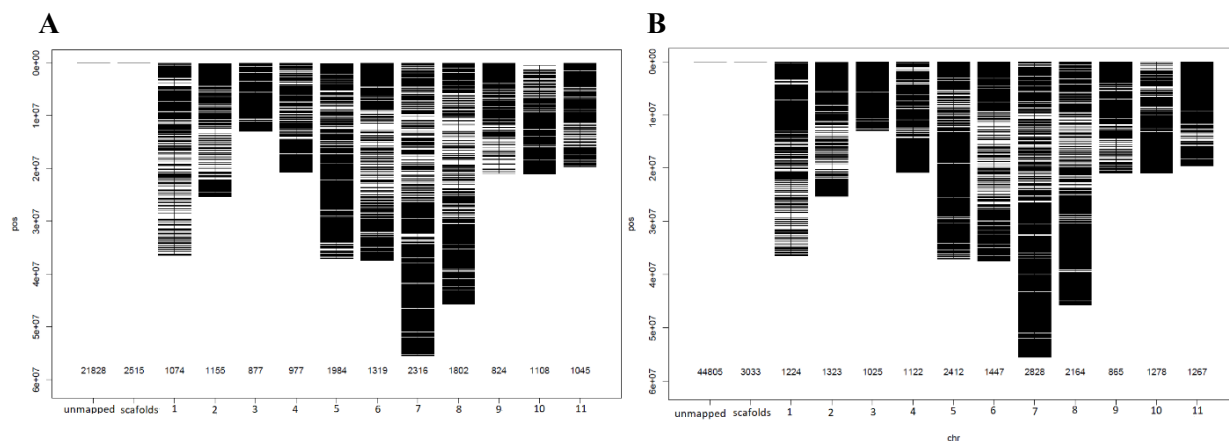 A
B
pos
0e+00
1e+07
2e+07
3e+07
4e+07
5e+07
6e+07
21828 2515 1074 1155 877 977 1984 1319 2316 1802 824 1108 1045
unmapped scafolds 1 2 3 4 5 6 7 8 9 10 11
pos
0e+00
1e+07
2e+07
3e+07
4e+07
5e+07
6e+07
44805 3033 1224 1323 1025 1122 2412 1447 2828 2164 865 1278 1267
unmapped scafolds 1 2 3 4 5 6 7 8 9 10 11
chr